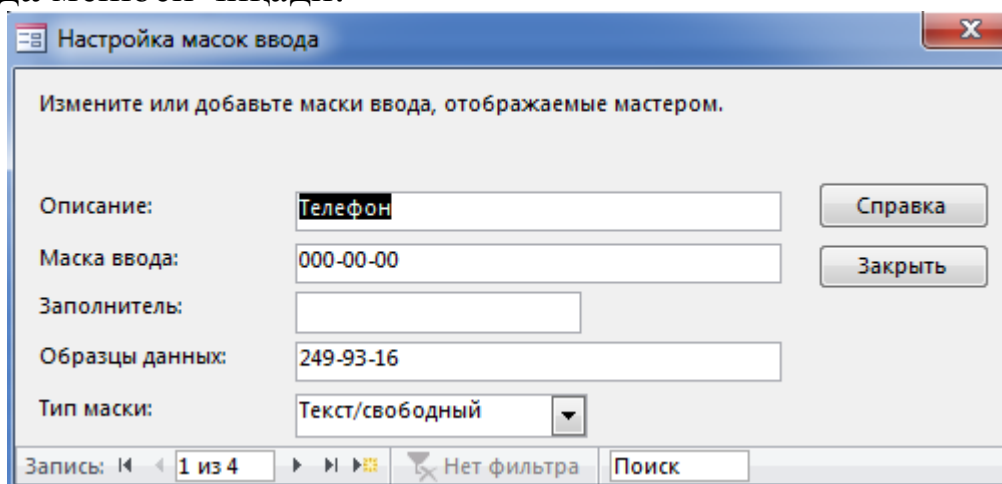 Настройка масок ввода
Измените или добавьте маски ввода, отображаемые мастером.
Описание: Телефон Справка
Маска ввода: 000-00-00 Закрыть
Заполнитель:
Образцы данных: 249-93-16
Тип маски: Текст/свободный
Запись: 1 из 4 Нет фильтра Поиск